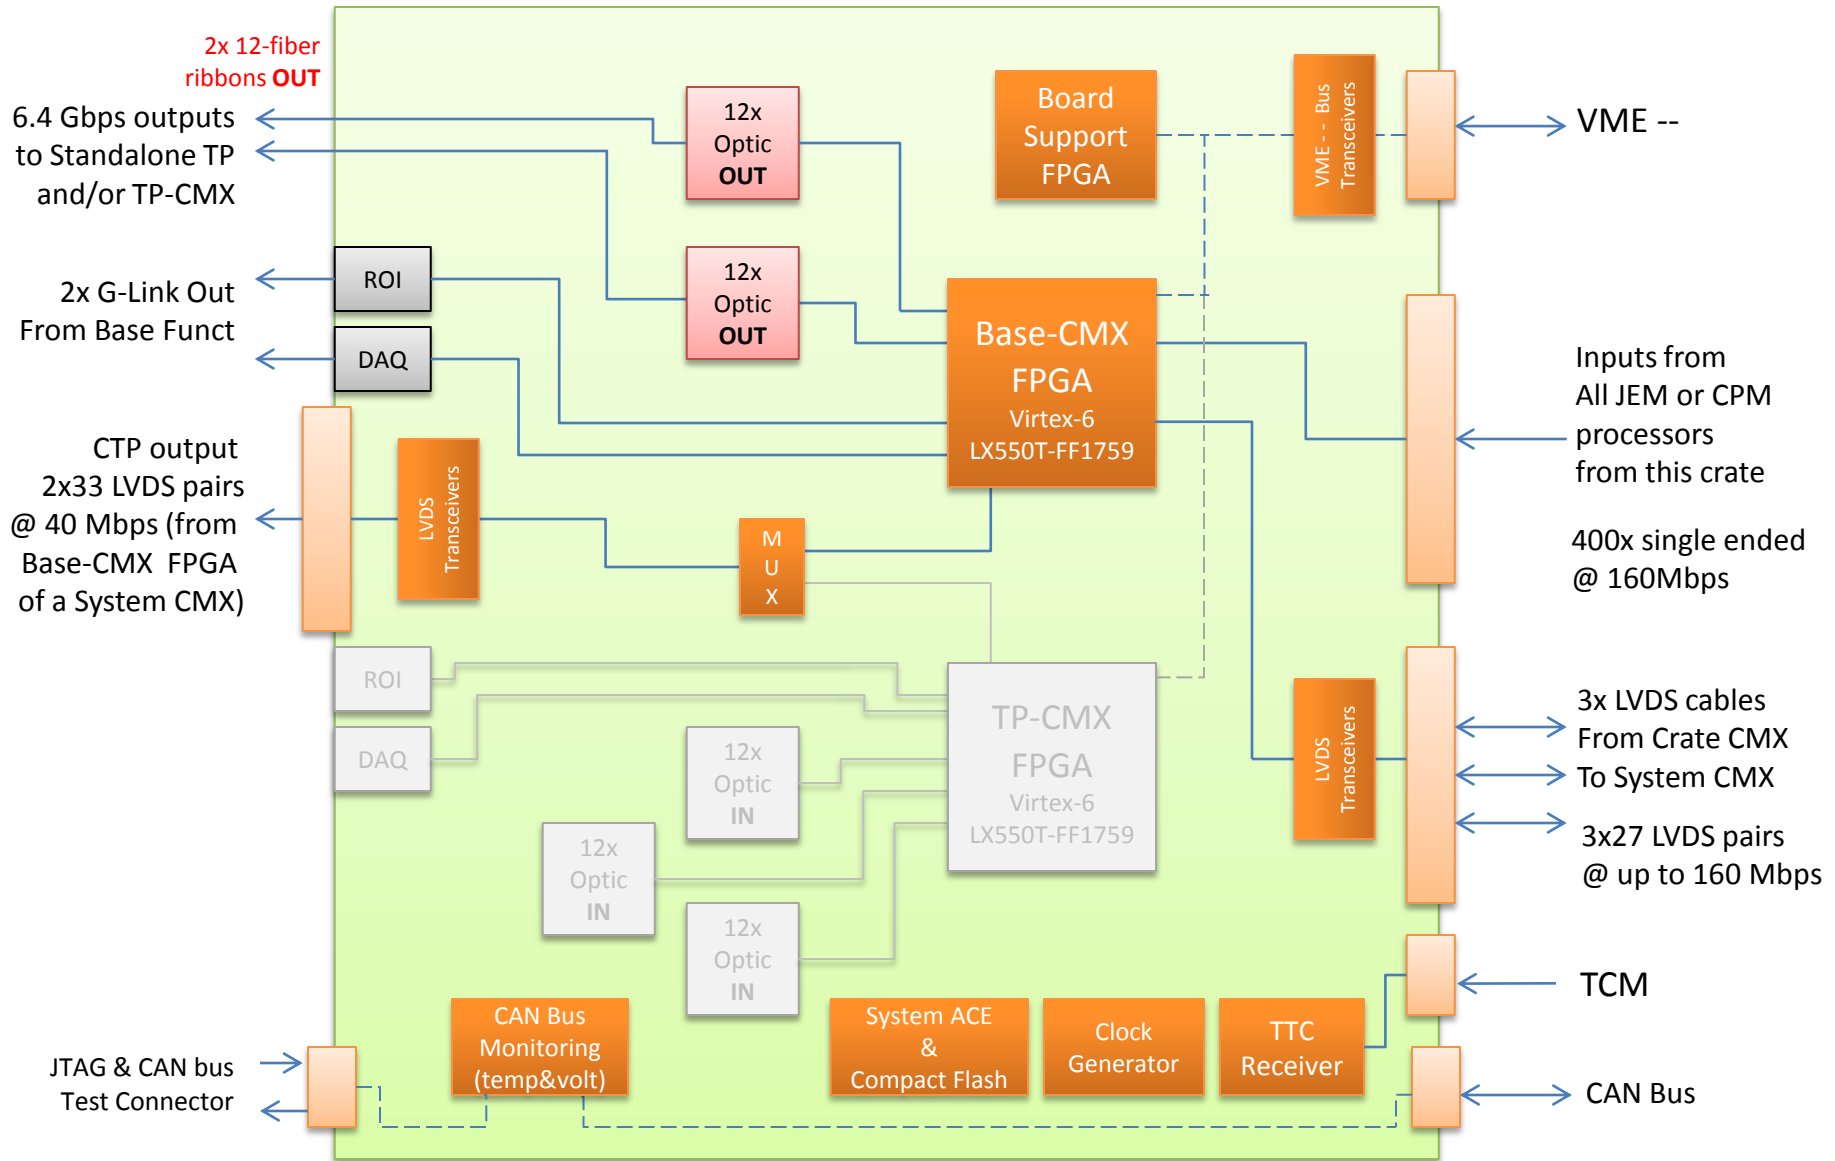 2x 12-fiber
ribbons OUT
6.4 Gbps outputs
to Standalone TP
and/or TP-CMX
12x
Optic
OUT
Board
Support
FPGA
VME - - Bus
Transceivers
VME --
ROI
2x G-Link Out
From Base Funct
DAQ
12x
Optic
OUT
Base-CMX
FPGA
Virtex-6
LX550T-FF1759
Inputs from
All JEM or CPM
processors
from this crate
400x single ended
@ 160Mbps
CTP output
2x33 LVDS pairs
@ 40 Mbps (from
Base-CMX FPGA
of a System CMX)
LVDS
Transceivers
M
U
X
ROI
DAQ
12x
Optic
IN
12x
Optic
IN
12x
Optic
IN
TP-CMX
FPGA
Virtex-6
LX550T-FF1759
LVDS
Transceivers
3x LVDS cables
From Crate CMX
To System CMX
3x27 LVDS pairs
@ up to 160 Mbps
TCM
CAN Bus
Monitoring
(temp&volt)
System ACE
&
Compact Flash
Clock
Generator
TTC
Receiver
JTAG & CAN bus
Test Connector
CAN Bus